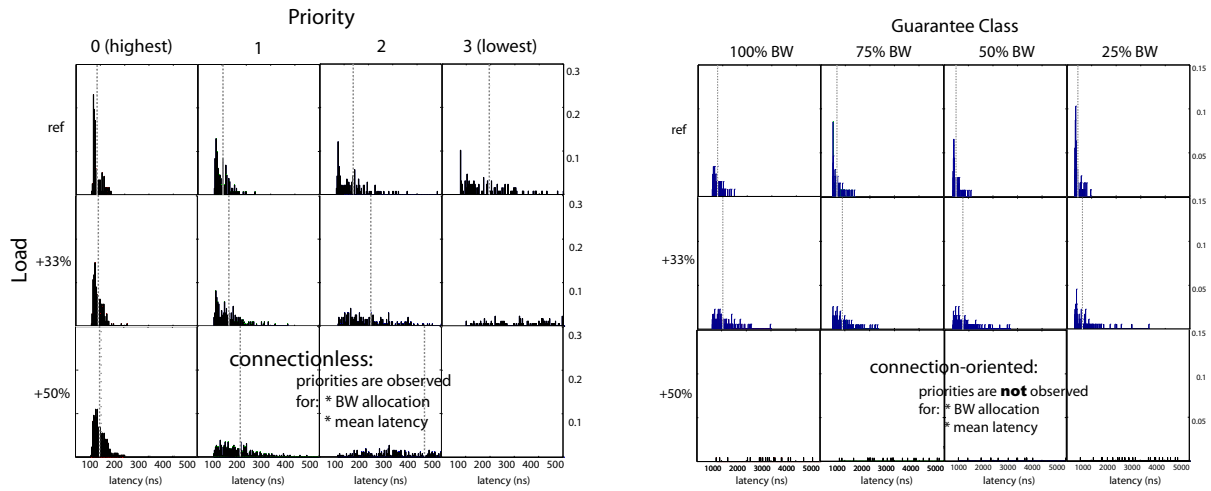 Priority
0 (highest) 1 2 3 (lowest)
0.3
0.2
0.1
ref
0.3
0.2
0.1
+33%
Load
0.3
0.2
0.1
+50%
connectionless:
priorities are observed
for: * BW allocation
* mean latency
100 200 300 400 500 100 200 300 400 500 100 200 300 400 500 100 200 300 400 500
latency (ns) latency (ns) latency (ns) latency (ns)
Guarantee Class
100% BW 75% BW 50% BW 25% BW
0.15
0.1
0.05
ref
0.15
0.1
0.05
+33%
0.15
0.1
0.05
+50%
connection-oriented:
priorities are not observed
for: * BW allocation
* mean latency
1000 2000 3000 4000 5000 1000 2000 3000 4000 5000 1000 2000 3000 4000 5000 1000 2000 3000 4000 5000
latency (ns) latency (ns) latency (ns) latency (ns)